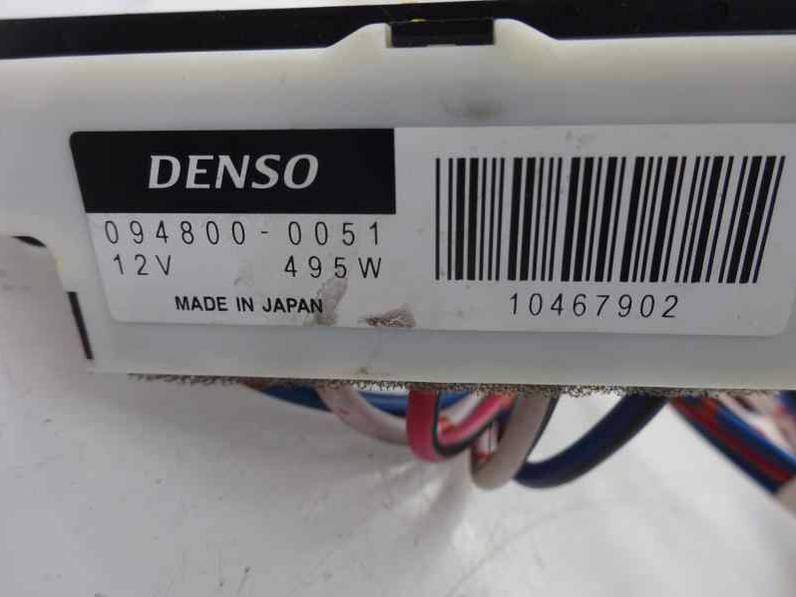 DENSO
094800-0051
12V 495W
MADE IN JAPAN
10467902